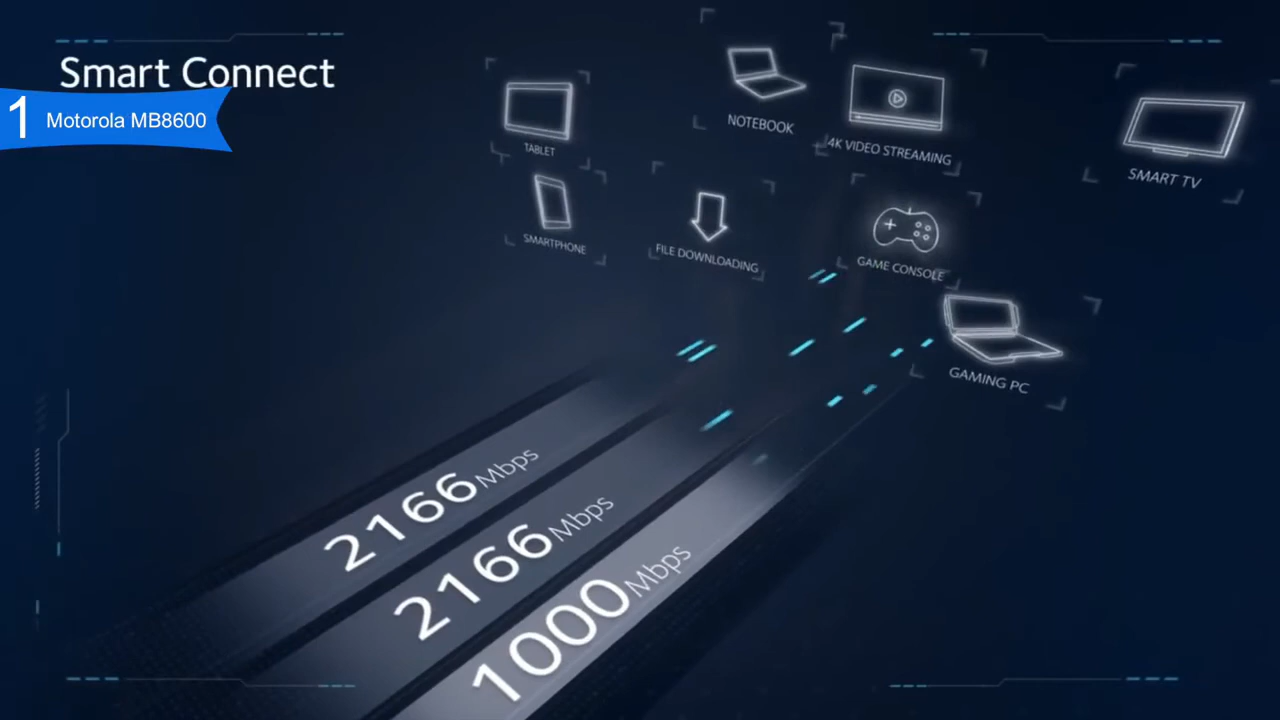 Smart Connect
1 Motorola MB8600
TABLET
NOTEBOOK
4K VIDEO STREAMING
SMART TV
SMARTPHONE
FILE DOWNLOADING
GAME CONSOLE
GAMING PC
2166Mbps
2166Mbps
1000Mbps